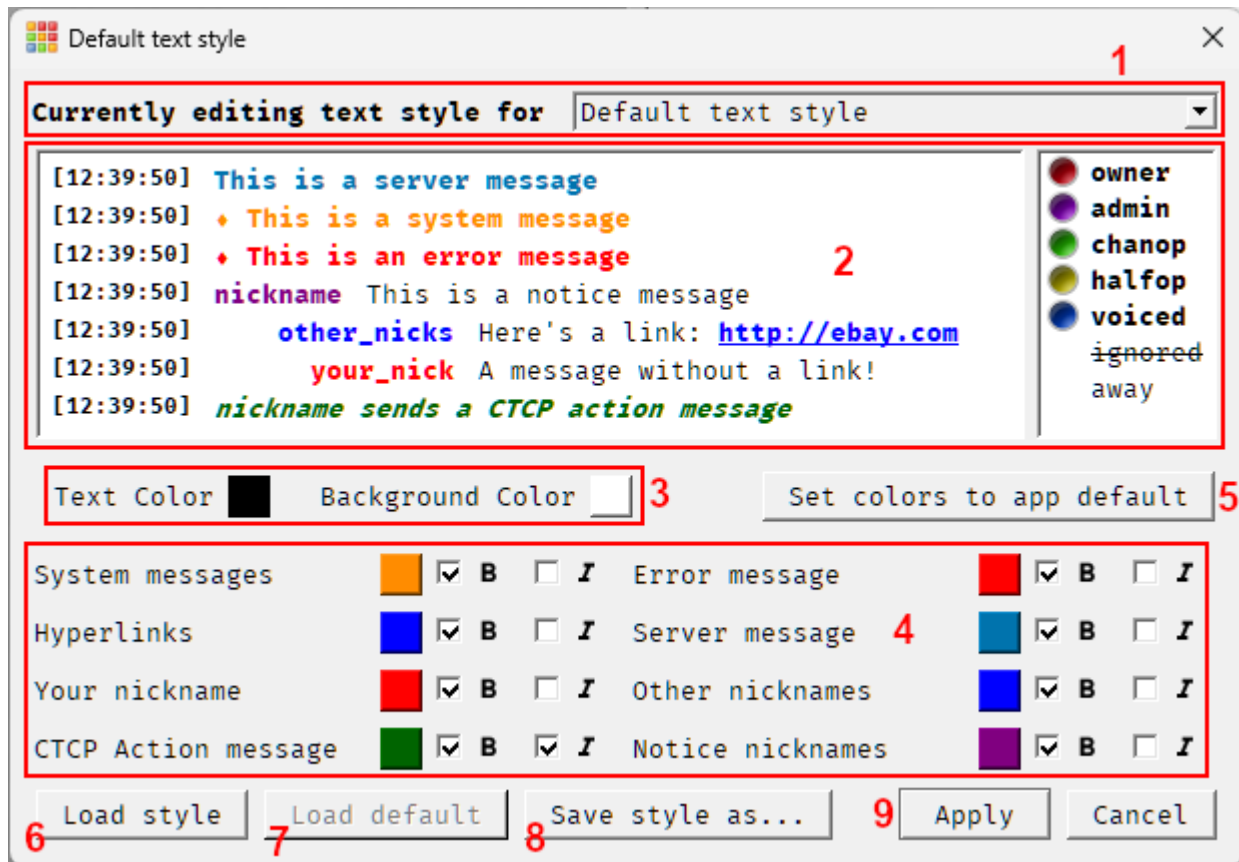 Default text style
1
Currently editing text style for Default text style
[12:39:50] This is a server message
[12:39:50] ♦ This is a system message
[12:39:50] ♦ This is an error message
[12:39:50] nickname This is a notice message
[12:39:50] other_nicks Here's a link: http://ebay.com
[12:39:50] your_nick A message without a link!
[12:39:50] nickname sends a CTCP action message
2
owner
admin
chanop
halfop
voiced
ignored
away
Text Color Background Color 3 Set colors to app default 5
System messages B I Error message B I
Hyperlinks B I Server message 4 B I
Your nickname B I Other nicknames B I
CTCP Action message B I Notice nicknames B I
6 Load style 7 Load default 8 Save style as... 9 Apply Cancel